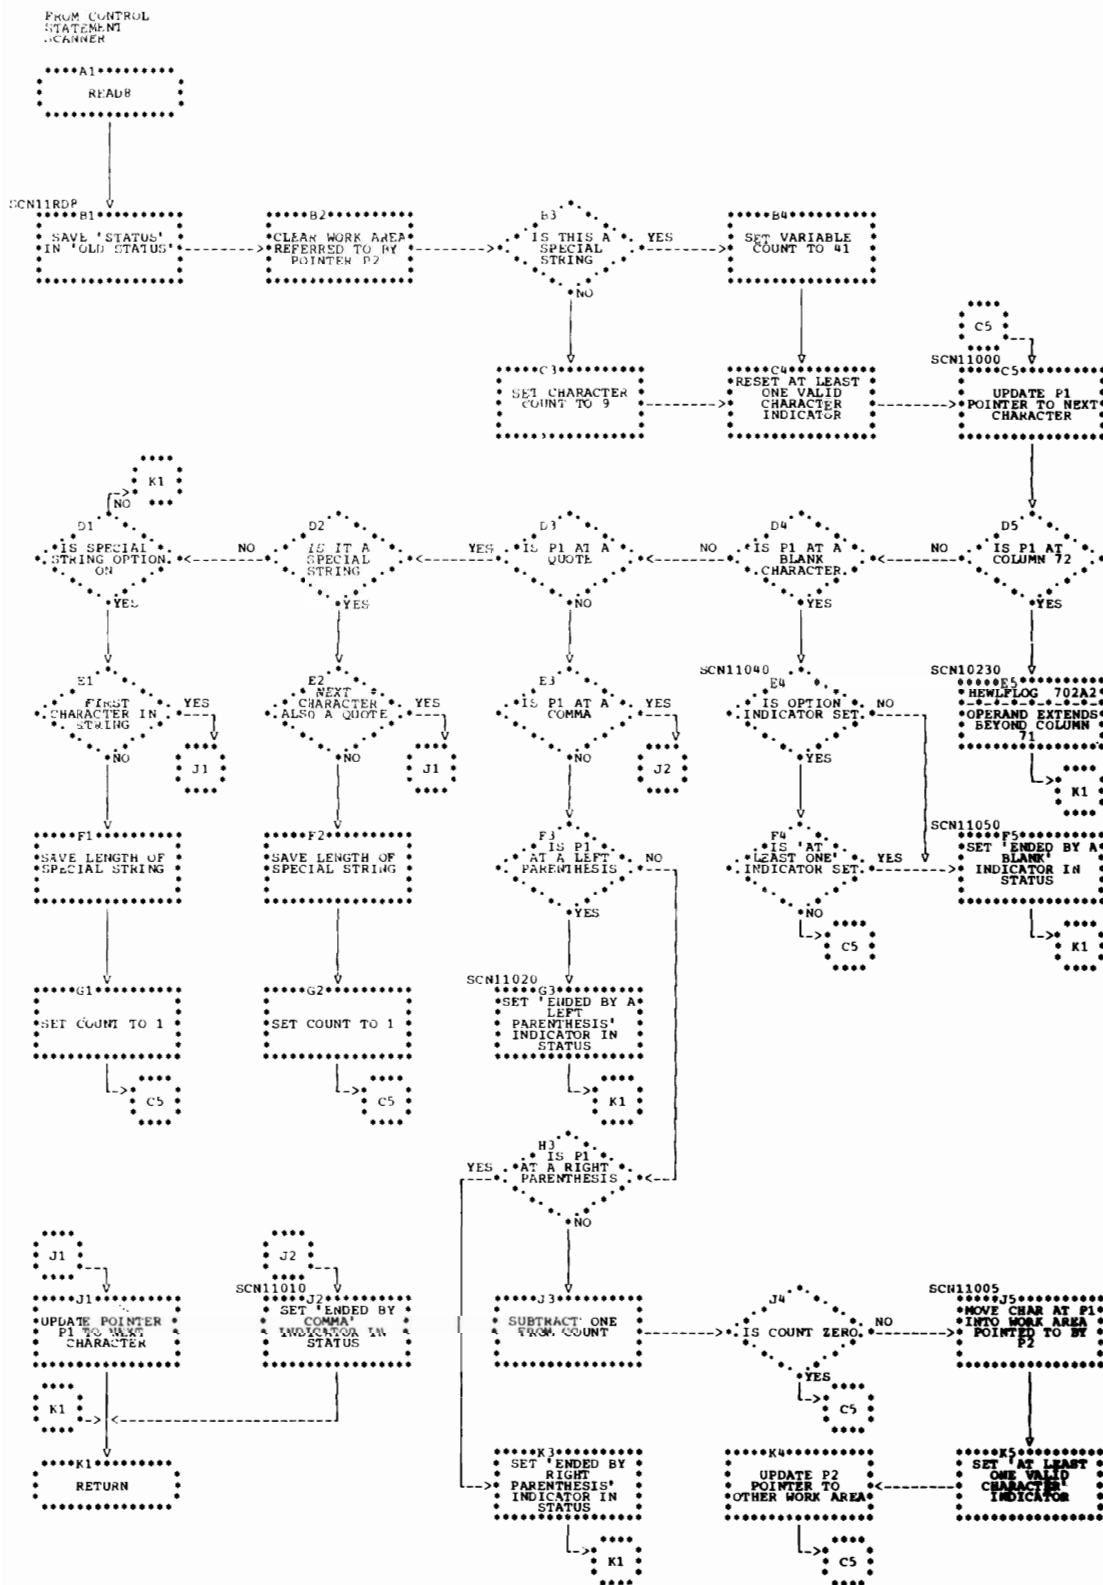 FROM CONTROL
STATEMENT
SCANNER
A1
READ8
SCN11RD8
B1
SAVE 'STATUS'
IN 'OLD STATUS'
B2
CLEAR WORK AREA
REFERRED TO BY
POINTER P2
B3
IS THIS A
SPECIAL
STRING
YES
NO
B4
SET VARIABLE
COUNT TO 41
C5
SCN11000
C3
SET CHARACTER
COUNT TO 9
C4
RESET AT LEAST
ONE VALID
CHARACTER
INDICATOR
C5
UPDATE P1
POINTER TO NEXT
CHARACTER
K1
NO
D1
IS SPECIAL
STRING OPTION
ON
YES
NO
D2
IS IT A
SPECIAL
STRING
YES
YES
D3
IS P1 AT A
QUOTE
NO
NO
D4
IS P1 AT A
BLANK
CHARACTER
YES
NO
D5
IS P1 AT
COLUMN 72
YES
E1
FIRST
CHARACTER IN
STRING
YES
NO
J1
E2
NEXT
CHARACTER
ALSO A QUOTE
YES
NO
J1
E3
IS P1 AT A
COMMA
YES
NO
J2
SCN11040
E4
IS OPTION
INDICATOR SET
NO
YES
SCN10230
E5
HEWLFLOG 702A2
OPERAND EXTENDS
BEYOND COLUMN
71
K1
F1
SAVE LENGTH OF
SPECIAL STRING
F2
SAVE LENGTH OF
SPECIAL STRING
F3
IS P1
AT A LEFT
PARENTHESIS
NO
YES
F4
IS 'AT
LEAST ONE'
INDICATOR SET
YES
NO
C5
SCN11050
F5
SET 'ENDED BY A
BLANK'
INDICATOR IN
STATUS
K1
G1
SET COUNT TO 1
C5
G2
SET COUNT TO 1
C5
SCN11020
G3
SET 'ENDED BY A
LEFT
PARENTHESIS'
INDICATOR IN
STATUS
K1
H3
IS P1
AT A RIGHT
PARENTHESIS
YES
NO
J1
J1
UPDATE POINTER
P1 TO NEXT
CHARACTER
J2
SCN11010
J2
SET 'ENDED BY
COMMA'
INDICATOR IN
STATUS
J3
SUBTRACT ONE
FROM COUNT
J4
IS COUNT ZERO
NO
YES
C5
SCN11005
J5
MOVE CHAR AT P1
INTO WORK AREA
POINTED TO BY
P2
K1
K1
RETURN
K3
SET 'ENDED BY
RIGHT
PARENTHESIS'
INDICATOR IN
STATUS
K1
K4
UPDATE P2
POINTER TO
OTHER WORK AREA
C5
K5
SET 'AT LEAST
ONE VALID
CHARACTER'
INDICATOR